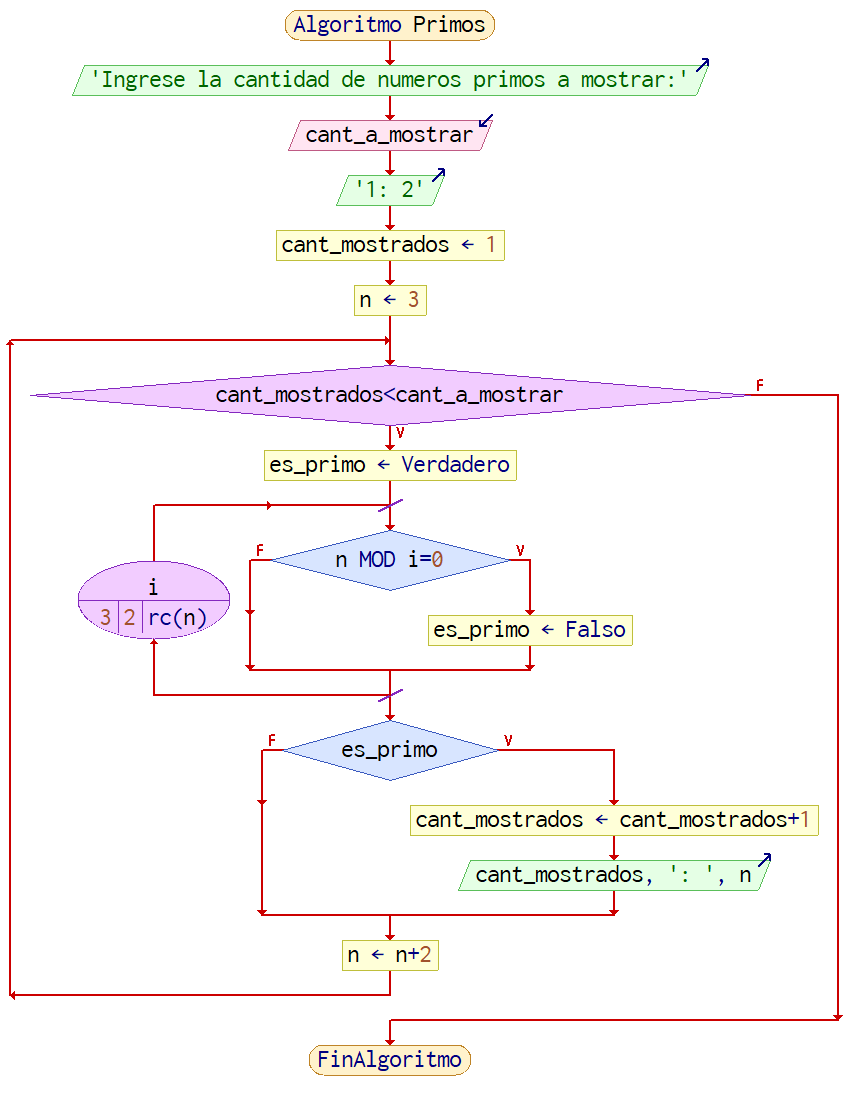 Algoritmo Primos
'Ingrese la cantidad de numeros primos a mostrar:'
cant_a_mostrar
'1: 2'
cant_mostrados ← 1
n ← 3
cant_mostrados<cant_a_mostrar
F
V
es_primo ← Verdadero
F
n MOD i=0
V
i
3 2 rc(n)
es_primo ← Falso
F
es_primo
V
cant_mostrados ← cant_mostrados+1
cant_mostrados, ': ', n
n ← n+2
FinAlgoritmo